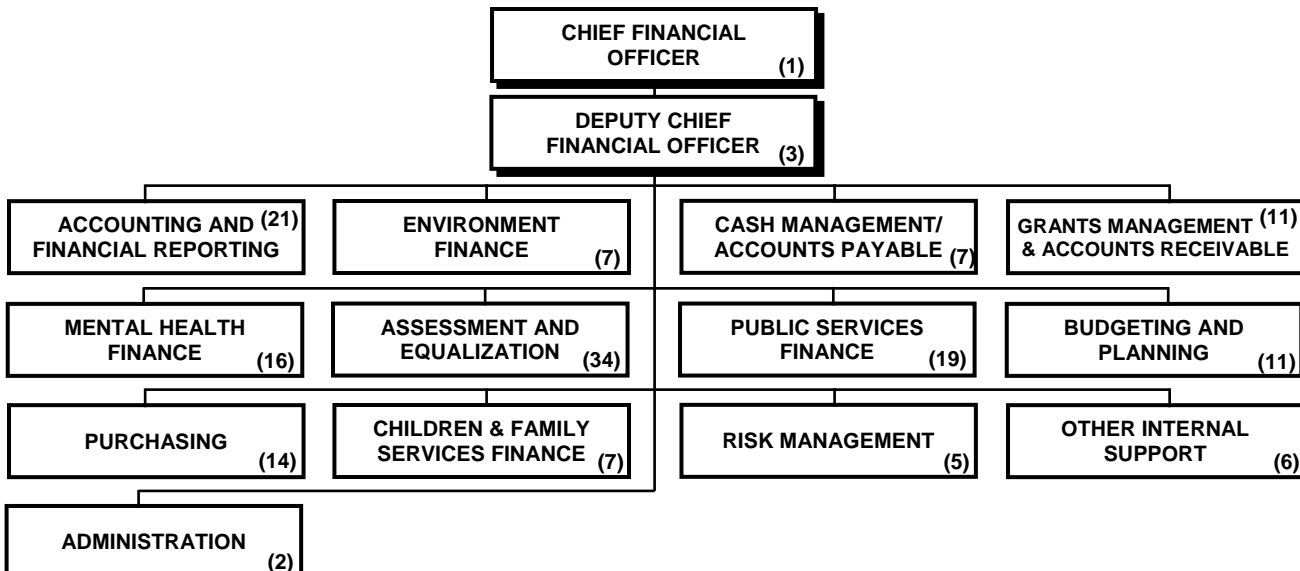 CHIEF FINANCIAL
OFFICER
(1)
DEPUTY CHIEF
FINANCIAL OFFICER
(3)
ACCOUNTING AND (21)
FINANCIAL REPORTING
ENVIRONMENT
FINANCE
(7)
CASH MANAGEMENT/
ACCOUNTS PAYABLE
(7)
GRANTS MANAGEMENT (11)
& ACCOUNTS RECEIVABLE
MENTAL HEALTH
FINANCE
(16)
ASSESSMENT AND
EQUALIZATION
(34)
PUBLIC SERVICES
FINANCE
(19)
BUDGETING AND
PLANNING
(11)
PURCHASING
(14)
CHILDREN & FAMILY
SERVICES FINANCE
(7)
RISK MANAGEMENT
(5)
OTHER INTERNAL
SUPPORT
(6)
ADMINISTRATION
(2)